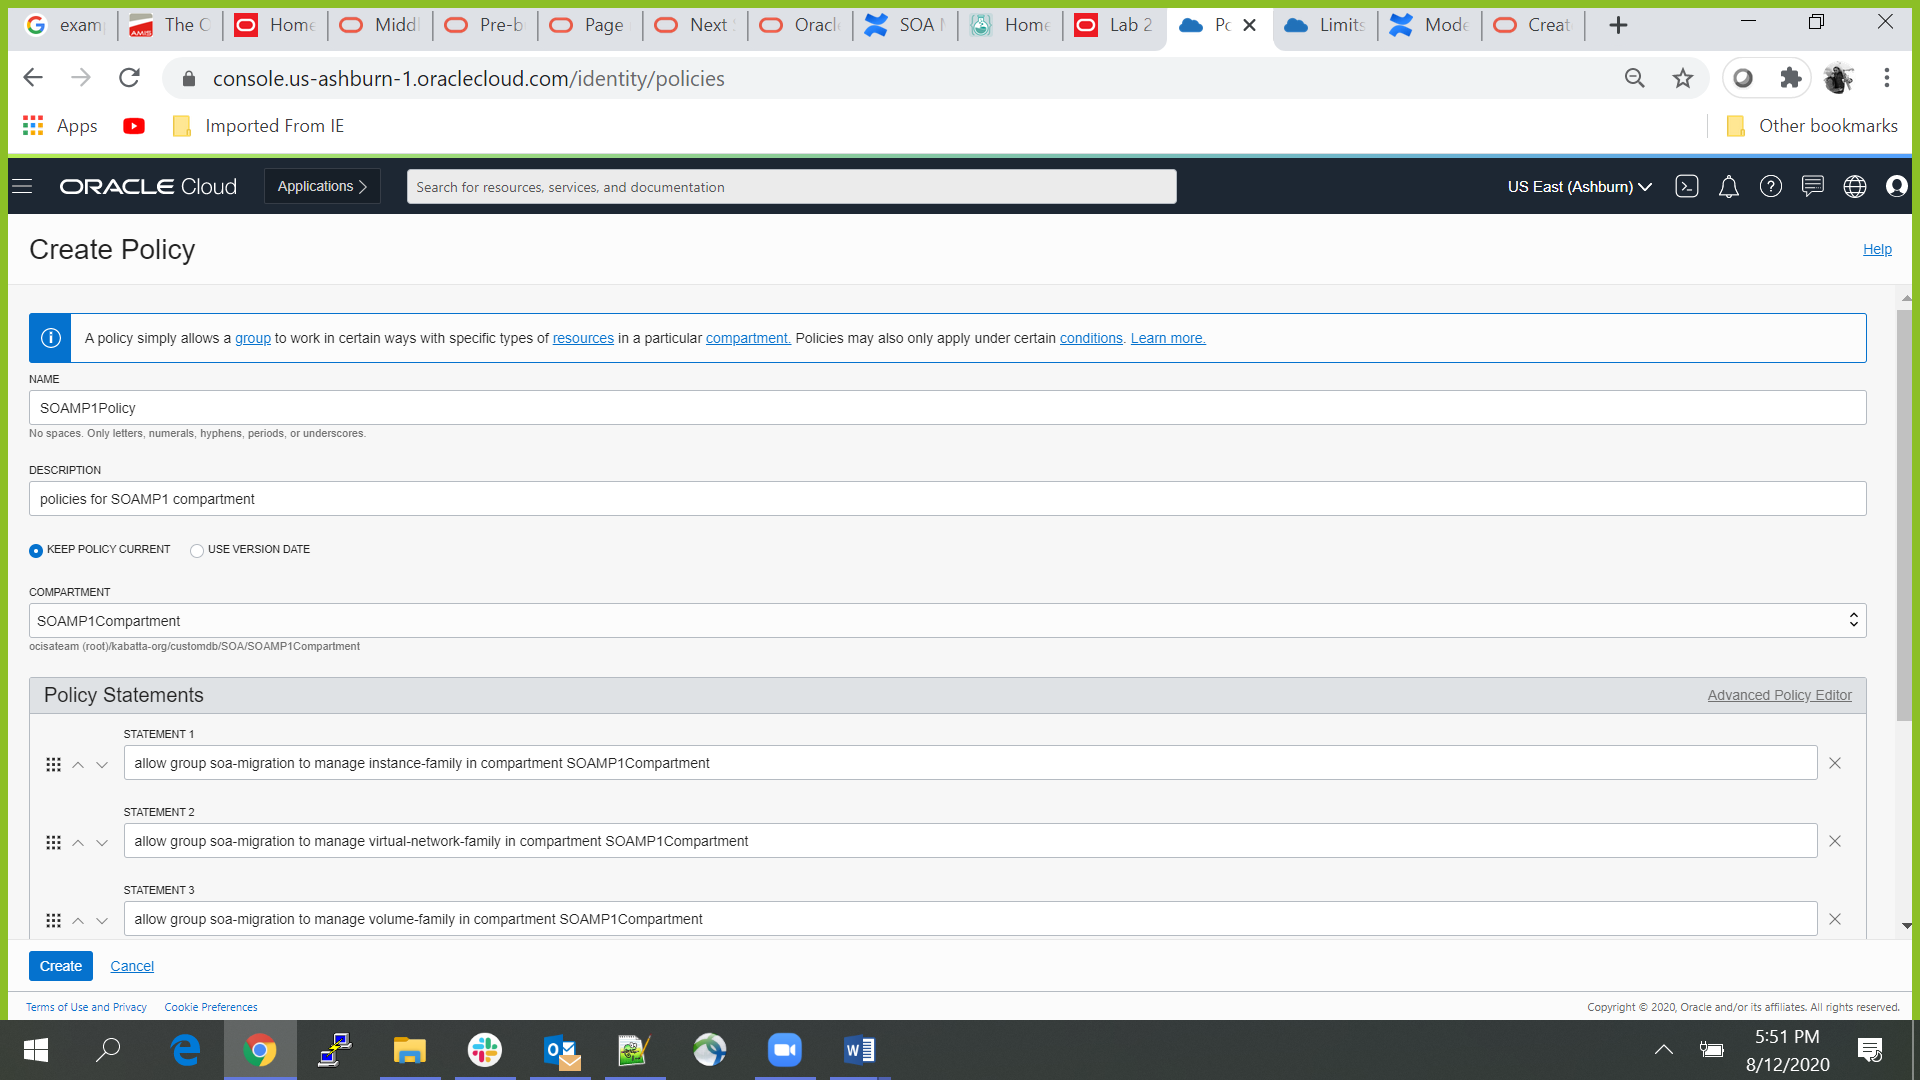 exam
The O
Home
Middl
Pre-b
Page
Next
Oracl
SOA
Home
Lab 2
Po
Limits
Mode
Creat
console.us-ashburn-1.oraclecloud.com/identity/policies
Apps
Imported From IE
Other bookmarks
ORACLE Cloud
Applications
Search for resources, services, and documentation
US East (Ashburn)
Create Policy
Help
A policy simply allows a group to work in certain ways with specific types of resources in a particular compartment. Policies may also only apply under certain conditions. Learn more.
NAME
SOAMP1Policy
No spaces. Only letters, numerals, hyphens, periods, or underscores.
DESCRIPTION
policies for SOAMP1 compartment
KEEP POLICY CURRENT USE VERSION DATE
COMPARTMENT
SOAMP1Compartment
ocisateam (root)/kabatta-org/customdb/SOA/SOAMP1Compartment
Policy Statements
Advanced Policy Editor
STATEMENT 1
allow group soa-migration to manage instance-family in compartment SOAMP1Compartment
STATEMENT 2
allow group soa-migration to manage virtual-network-family in compartment SOAMP1Compartment
STATEMENT 3
allow group soa-migration to manage volume-family in compartment SOAMP1Compartment
Create Cancel
Terms of Use and Privacy Cookie Preferences
Copyright © 2020, Oracle and/or its affiliates. All rights reserved.
5:51 PM
8/12/2020